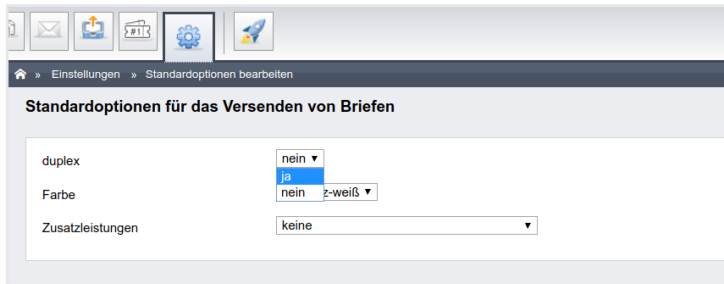 #1
» Einstellungen » Standardoptionen bearbeiten
Standardoptionen für das Versenden von Briefen
duplex nein
ja
nein
Farbe z-weiß
Zusatzleistungen keine